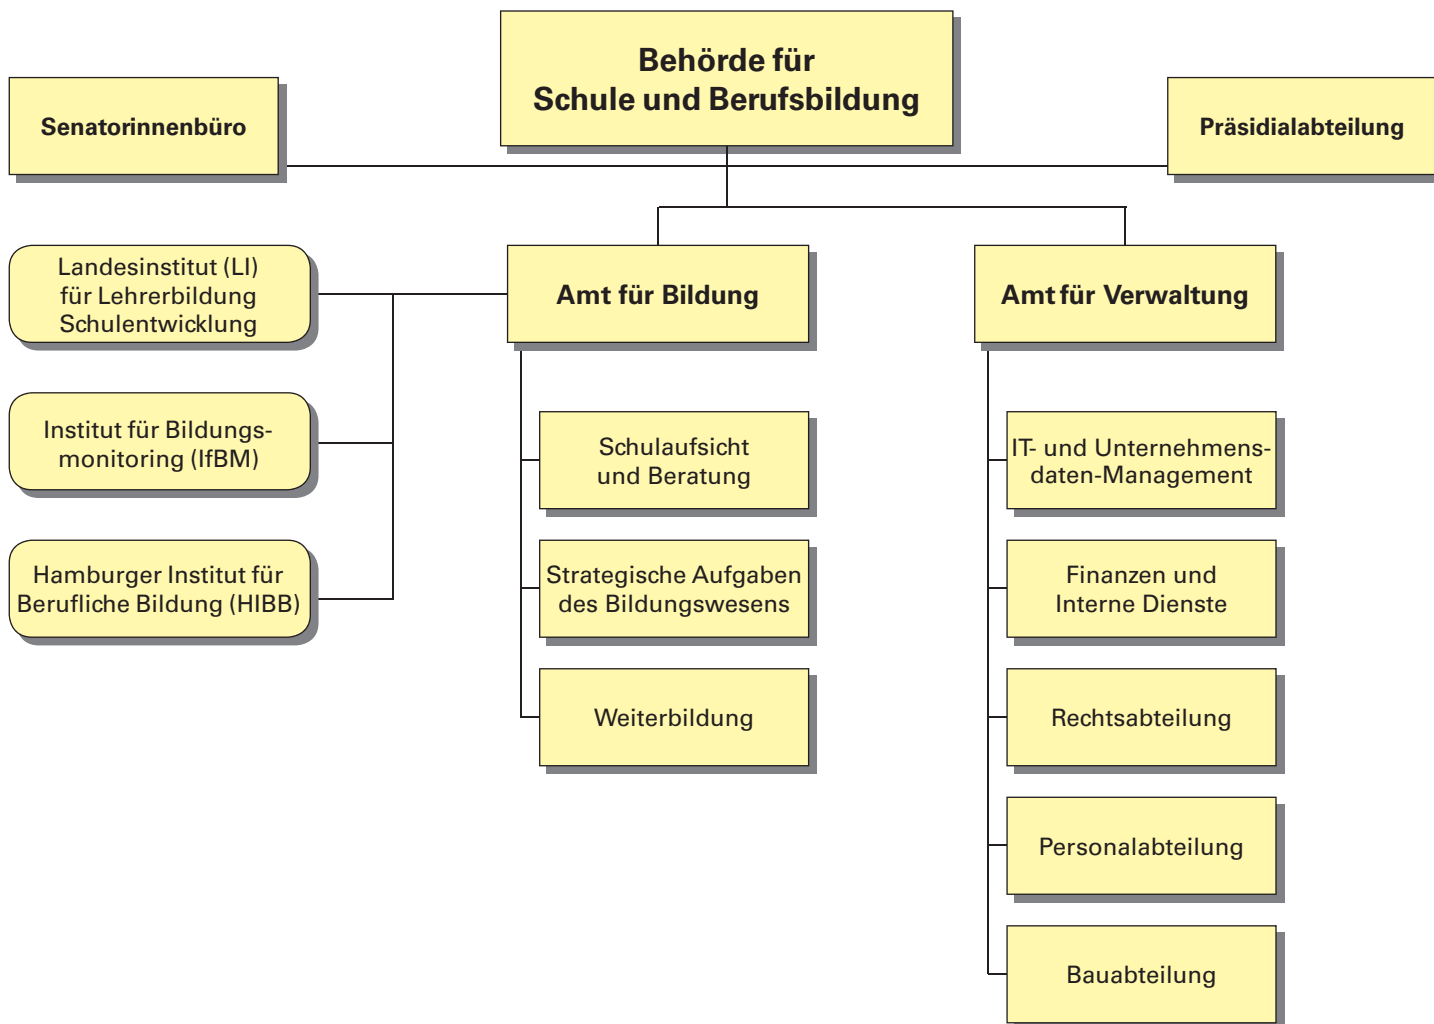 Behörde für
Schule und Berufsbildung
Senatorinnenbüro
Präsidialabteilung
Landesinstitut (LI)
für Lehrerbildung
Schulentwicklung
Amt für Bildung
Amt für Verwaltung
Institut für Bildungs-
monitoring (IfBM)
Schulaufsicht
und Beratung
IT- und Unternehmens-
daten-Management
Hamburger Institut für
Berufliche Bildung (HIBB)
Strategische Aufgaben
des Bildungswesens
Finanzen und
Interne Dienste
Weiterbildung
Rechtsabteilung
Personalabteilung
Bauabteilung